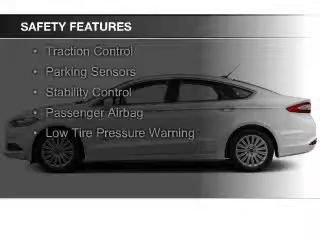 SAFETY FEATURES
• Traction Control
• Parking Sensors
• Stability Control
• Passenger Airbag
• Low Tire Pressure Warning